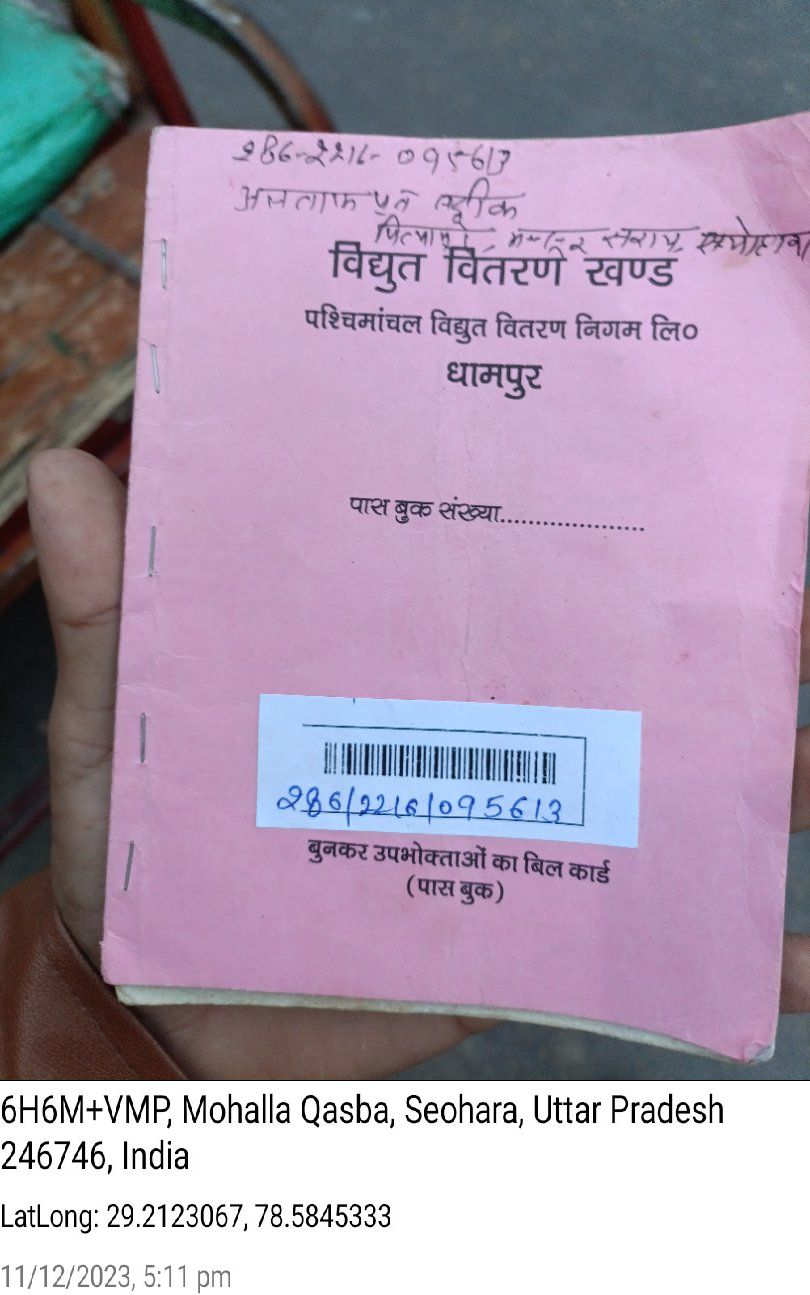 286-2216-095613
अलताफ पुत्र
विद्युत वितरण खण्ड
पश्चिमांचल विद्युत वितरण निगम लि०
धामपुर
पास बुक संख्या....................
286/2216/095613
बुनकर उपभोक्ताओं का बिल कार्ड
(पास बुक)
6H6M+VMP, Mohalla Qasba, Seohara, Uttar Pradesh
246746, India
LatLong: 29.2123067, 78.5845333
11/12/2023, 5:11 pm